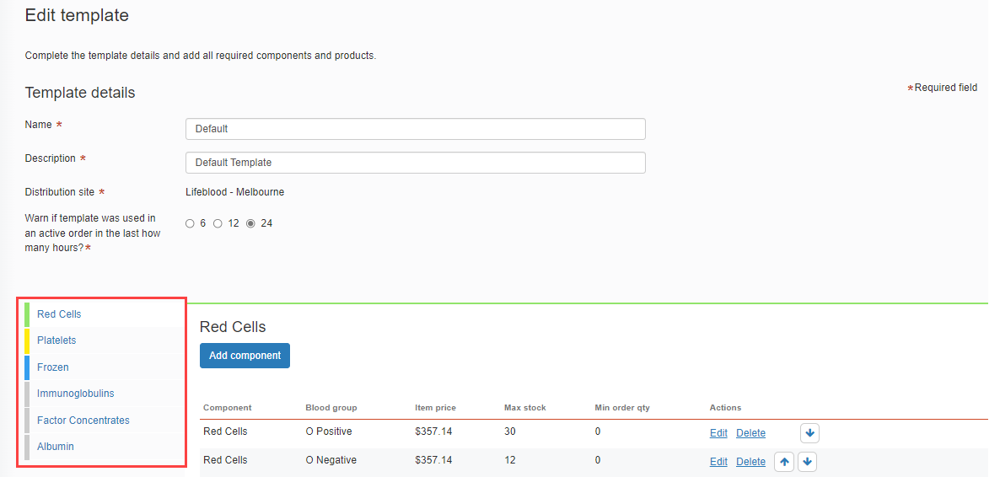 Edit template
Complete the template details and add all required components and products.
Template details
*Required field
Name *
Default
Description *
Default Template
Distribution site *
Lifeblood - Melbourne
Warn if template was used in
an active order in the last how
many hours?*
6 12 24
Red Cells
Platelets
Frozen
Immunoglobulins
Factor Concentrates
Albumin
Red Cells
Add component
Component Blood group Item price Max stock Min order qty Actions
Red Cells O Positive $357.14 30 0 Edit Delete
Red Cells O Negative $357.14 12 0 Edit Delete